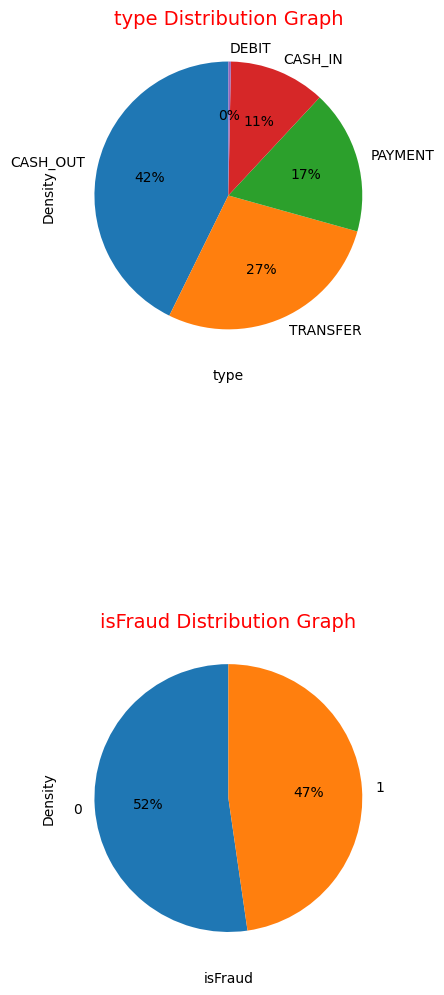 type Distribution Graph
DEBIT
CASH_IN
0%
11%
CASH_OUT
PAYMENT
42%
17%
Density
27%
TRANSFER
type
isFraud Distribution Graph
47%
1
Density
52%
0
isFraud